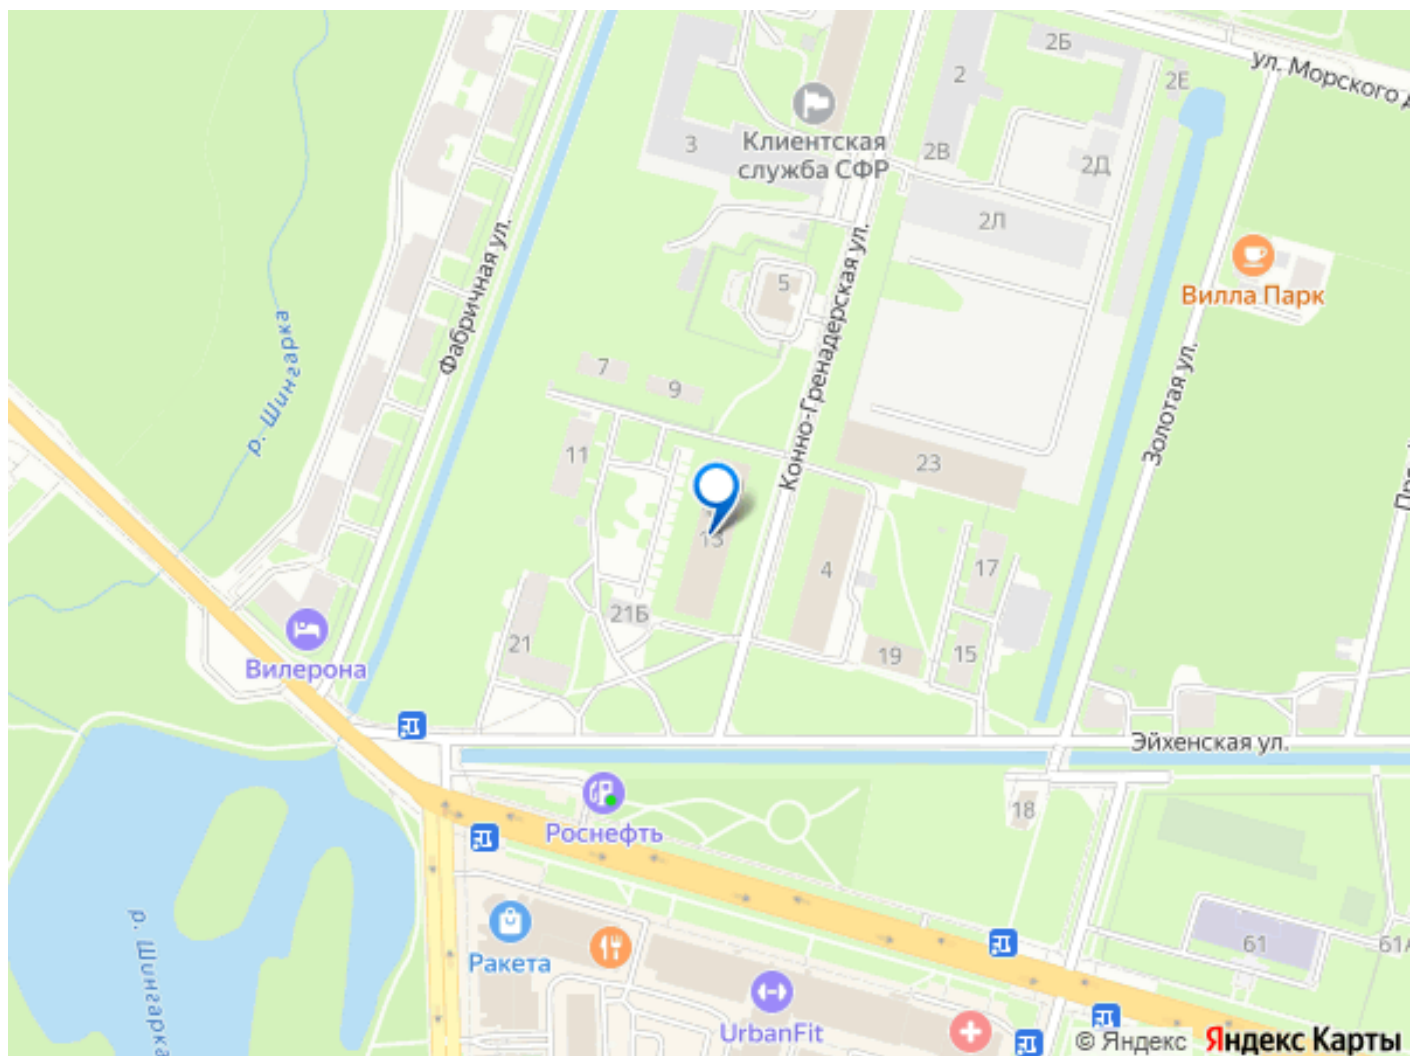 2Б
ул. Морского д
2
2Е
Клиентская
служба СФР
3
2В
2Д
2Л
Фабричная ул.
5
Вилла Парк
р. Шингарка
Конно-Гренадерская ул.
Золотая ул.
7
9
11
23
13
4
17
21Б
21
19
15
Вилерона
Эйхенская ул.
Роснефть
18
р. Шингарка
Ракета
61
61А
UrbanFit
© Яндекс Яндекс Карты